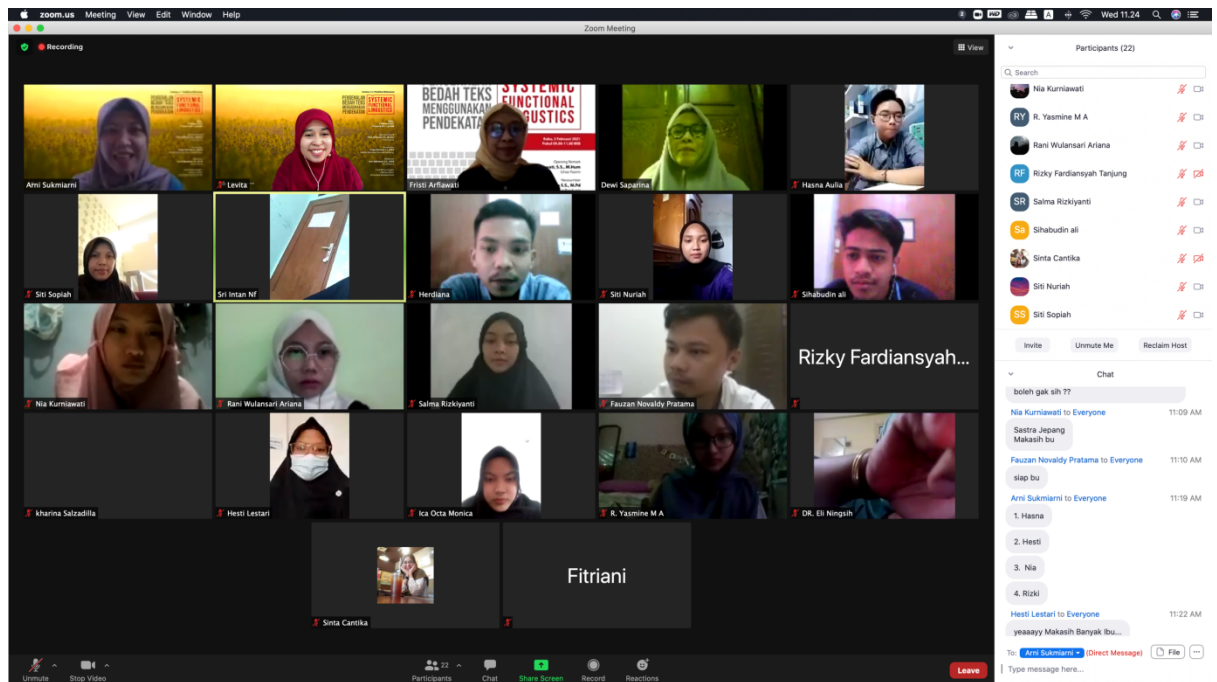 zoom.us Meeting View Edit Window Help
Wed 11.24
Zoom Meeting
Recording
View
Arni Sukmiarni
Levita
BEDAH TEKS
MENGGUNAKAN
PENDEKATA
SYSTEMIC
FUNCTIONAL
GUSTICS
Fristi Arfiawati
Dewi Saparina
Hasna Aulia
Siti Sopiah
Sri Intan Nf
Herdiana
Siti Nuriah
Sihabudin ali
Nia Kurniawati
Rani Wulansari Ariana
Salma Rizkiyanti
Fauzan Novaldy Pratama
Rizky Fardiansyah...
kharina Salzadilla
Hesti Lestari
Ica Octa Monica
R. Yasmine M A
DR. Eli Ningsih
Sinta Cantika
Fitriani
Unmute
Stop Video
22
Participants
Chat
Share Screen
Record
Reactions
Leave
Participants (22)
Search
Nia Kurniawati
RY R. Yasmine M A
Rani Wulansari Ariana
RF Rizky Fardiansyah Tanjung
SR Salma Rizkiyanti
Sa Sihabudin ali
Sinta Cantika
Siti Nuriah
SS Siti Sopiah
Invite
Unmute Me
Reclaim Host
Chat
boleh gak sih ??
Nia Kurniawati to Everyone 11:09 AM
Sastra Jepang
Makasih bu
Fauzan Novaldy Pratama to Everyone 11:10 AM
siap bu
Arni Sukmiarni to Everyone 11:19 AM
1. Hasna
2. Hesti
3. Nia
4. Rizki
Hesti Lestari to Everyone 11:22 AM
yeaaayy Makasih Banyak Ibu...
To: Arni Sukmiarni (Direct Message) File
Type message here...